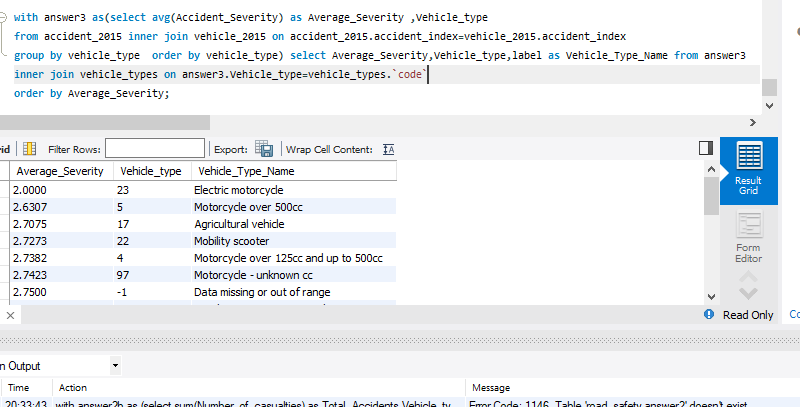 with answer3 as(select avg(Accident_Severity) as Average_Severity ,Vehicle_type
from accident_2015 inner join vehicle_2015 on accident_2015.accident_index=vehicle_2015.accident_index
group by vehicle_type  order by vehicle_type) select Average_Severity,Vehicle_type,label as Vehicle_Type_Name from answer3
inner join vehicle_types on answer3.Vehicle_type=vehicle_types.`code`
order by Average_Severity;
rid Filter Rows: Export: Wrap Cell Content: IA
Average_Severity Vehicle_type Vehicle_Type_Name
2.0000 23 Electric motorcycle
2.6307 5 Motorcycle over 500cc
2.7075 17 Agricultural vehicle
2.7273 22 Mobility scooter
2.7382 4 Motorcycle over 125cc and up to 500cc
2.7423 97 Motorcycle - unknown cc
2.7500 -1 Data missing or out of range
Result
Grid
Form
Editor
Read Only Co
n Output
Time Action Message
20:33:43 with answer2b as (select sum(Number_of_casualties) as Total_Accidents,Vehicle_ty Error Code: 1146. Table 'road_safety.answer2' doesn't exist